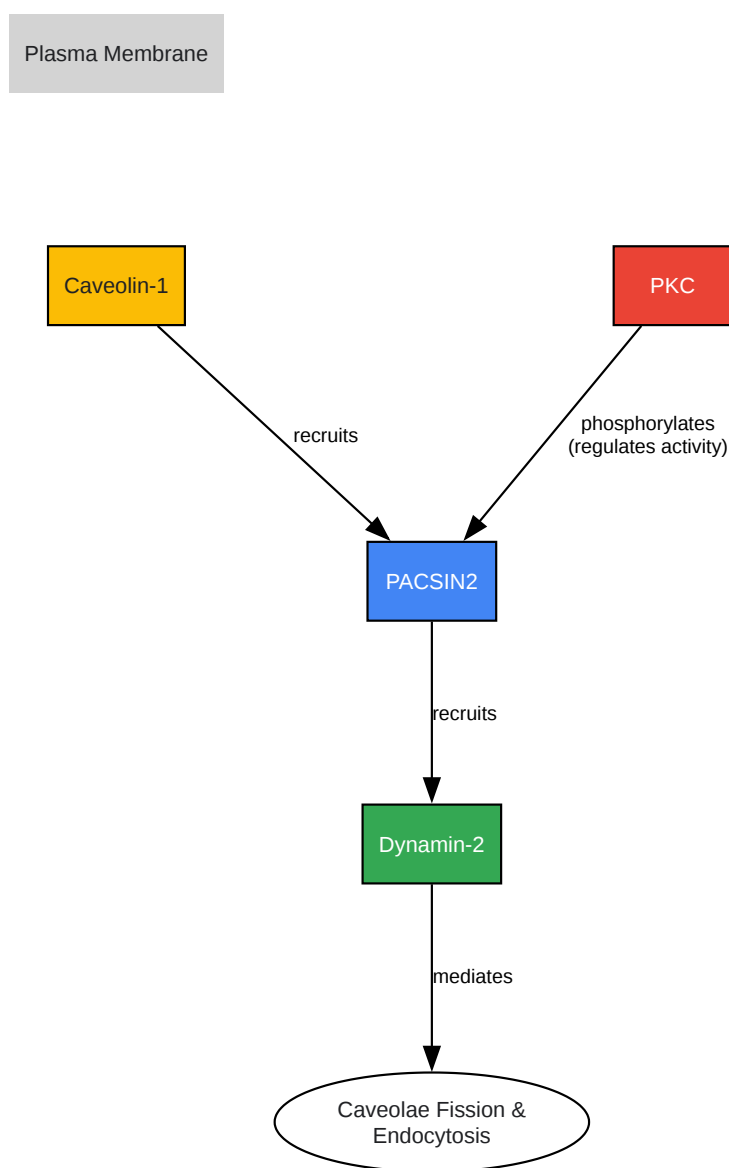 Plasma Membrane
Caveolin-1
PKC
recruits
phosphorylates
(regulates activity)
PACSIN2
recruits
Dynamin-2
mediates
Caveolae Fission &
Endocytosis